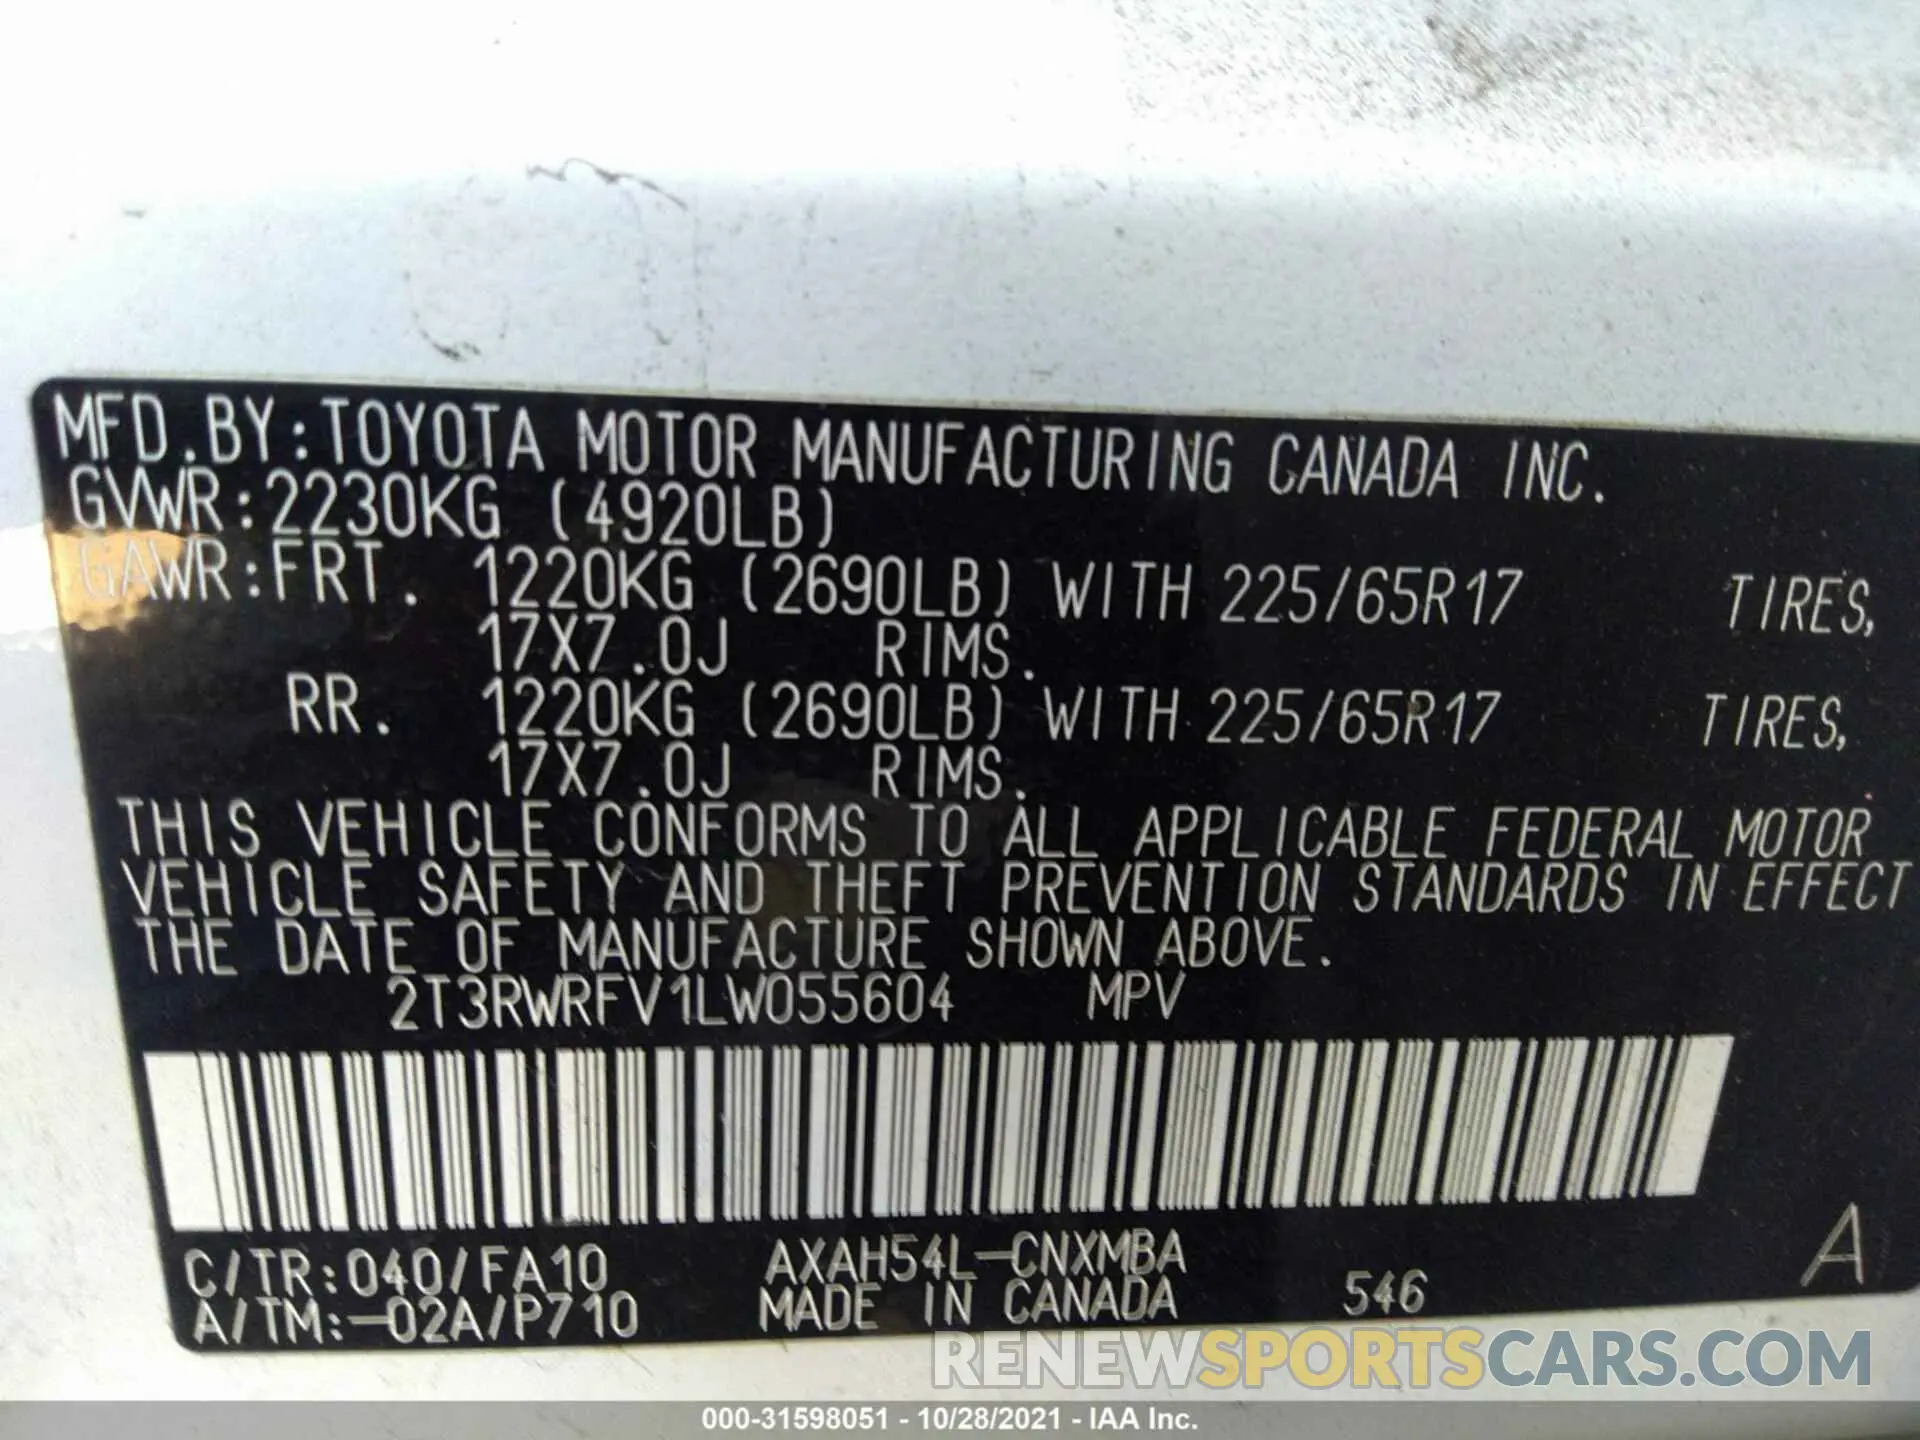 MFD.BY:TOYOTA MOTOR MANUFACTURING CANADA INC.
GVWR:2230KG (4920LB)
GAWR:FRT. 1220KG (2690LB) WITH 225/65R17 TIRES,
17X7.0J RIMS.
RR. 1220KG (2690LB) WITH 225/65R17 TIRES,
17X7.0J RIMS.
THIS VEHICLE CONFORMS TO ALL APPLICABLE FEDERAL MOTOR
VEHICLE SAFETY AND THEFT PREVENTION STANDARDS IN EFFECT
THE DATE OF MANUFACTURE SHOWN ABOVE.
2T3RWRFV1LW055604 MPV
C/TR:040/FA10 AXAH54L-CNXMBA A
A/TM:-02A/P710 MADE IN CANADA 546
RENEWSPORTSCARS.COM
000-31598051 - 10/28/2021 - IAA Inc.